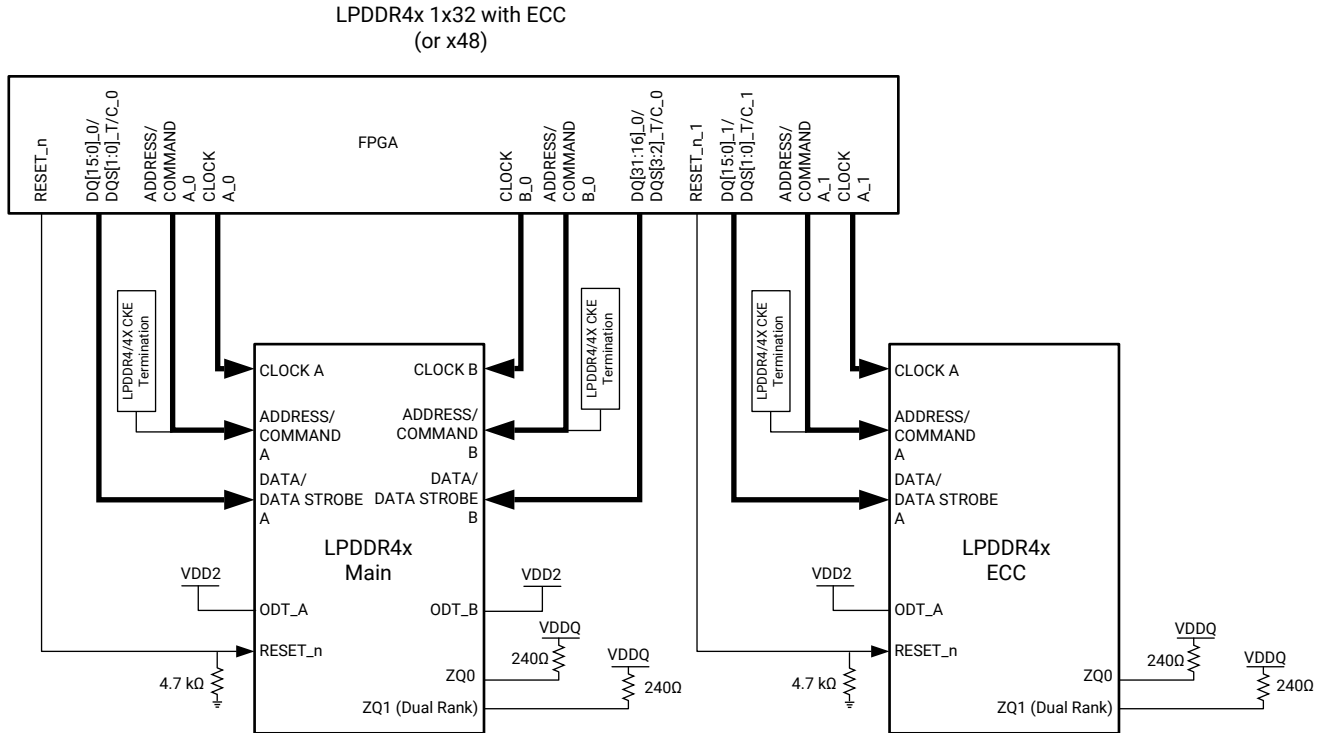 LPDDR4x 1x32 with ECC
(or x48)
RESET_n
DQ[15:0]_0/
DQS[1:0]_T/C_0
ADDRESS/
COMMAND
A_0
CLOCK
A_0
FPGA
CLOCK
B_0
ADDRESS/
COMMAND
B_0
DQ[31:16]_0/
DQS[3:2]_T/C_0
RESET_n_1
DQ[15:0]_1/
DQS[1:0]_T/C_1
ADDRESS/
COMMAND
A_1
CLOCK
A_1
LPDDR4/4X CKE
Termination
LPDDR4/4X CKE
Termination
LPDDR4/4X CKE
Termination
CLOCK A
ADDRESS/
COMMAND
A
DATA/
DATA STROBE
A
CLOCK B
ADDRESS/
COMMAND
B
DATA/
DATA STROBE
B
LPDDR4x
Main
VDD2
ODT_A
VDD2
ODT_B
RESET_n
4.7 kΩ
VDDQ
240Ω
ZQ0
VDDQ
240Ω
ZQ1 (Dual Rank)
CLOCK A
ADDRESS/
COMMAND
A
DATA/
DATA STROBE
A
LPDDR4x
ECC
VDD2
ODT_A
RESET_n
4.7 kΩ
VDDQ
240Ω
ZQ0
VDDQ
240Ω
ZQ1 (Dual Rank)